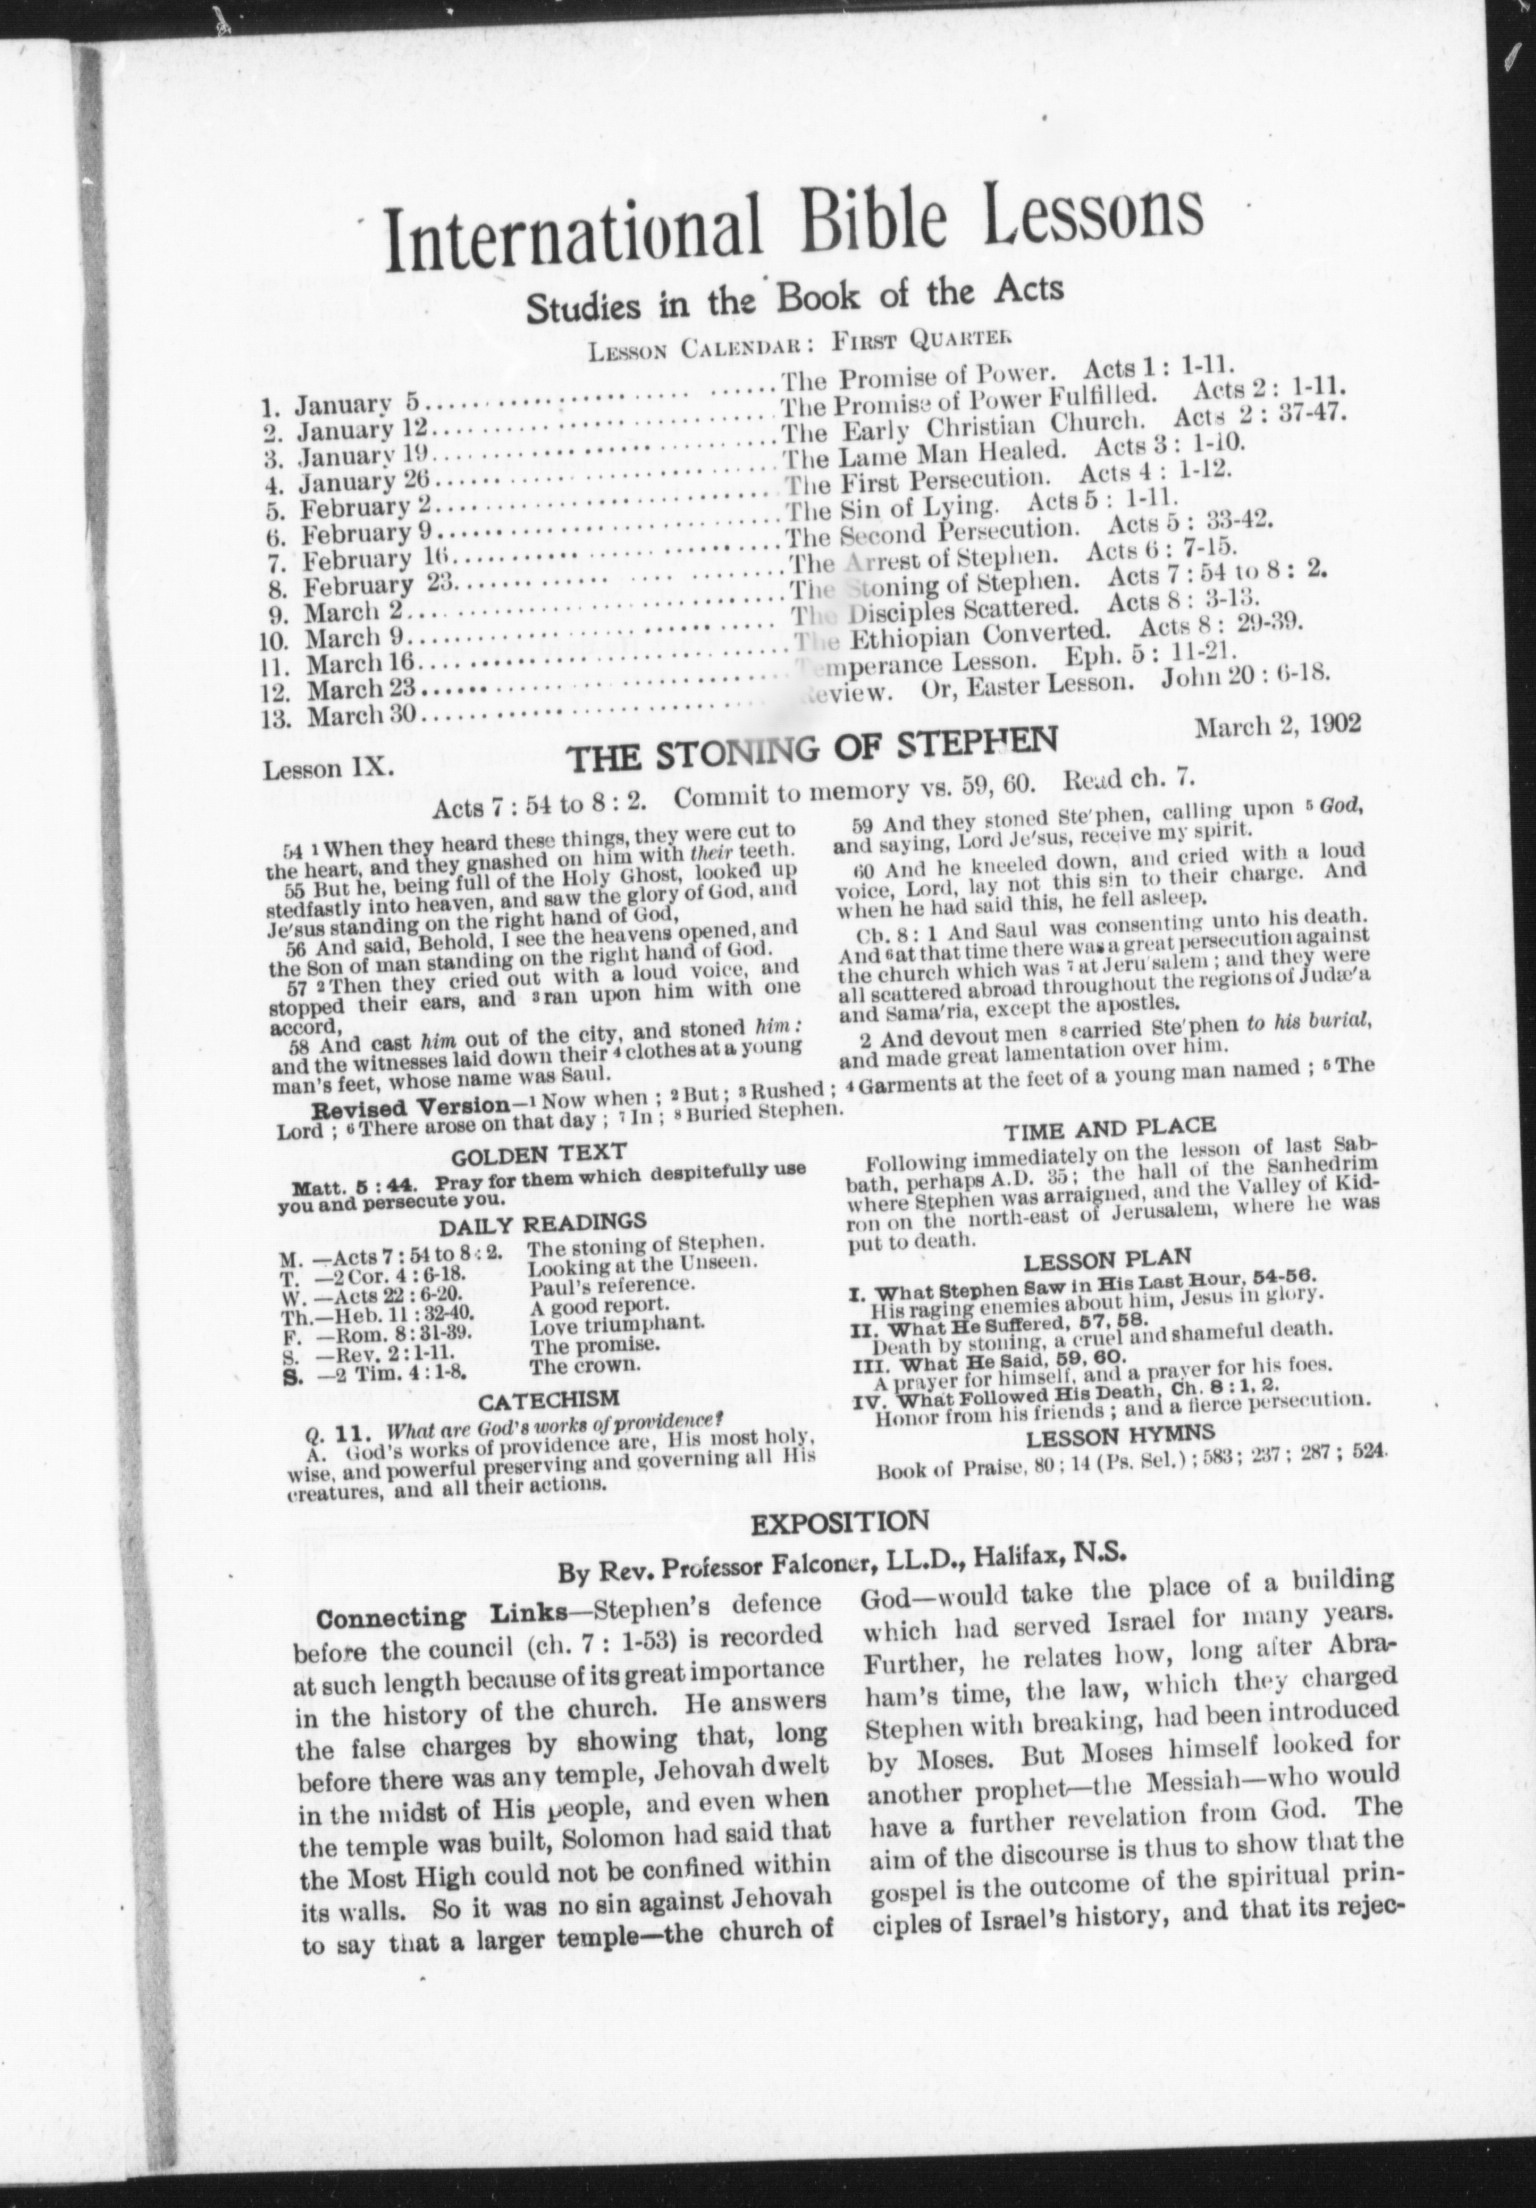 International Bible Lessons
Studies in the Book of the Acts
LESSON CALENDAR: FIRST QUARTER
1. January 5........................ ......The Promise of Power. Acts 1: 1-11.
2. January 12..............................The Promise of Power Fulfilled. Acts 2: 1-11.
3. January 19..............................The Early Christian Church. Acts 2: 37-47.
4. January 26..............................The Lame Man Healed. Acts 3: 1-10.
5. February 2..............................The First Persecution. Acts 4: 1-12.
6. February 9..............................The Sin of Lying. Acts 5: 1-11.
7. February 16.............................The Second Persecution. Acts 5: 33-42.
8. February 23.............................The Arrest of Stephen. Acts 6: 7-15.
9. March 2.................................The Stoning of Stephen. Acts 7: 54 to 8: 2.
10. March 9................................The Disciples Scattered. Acts 8: 3-13.
11. March 16...............................The Ethiopian Converted. Acts 8: 29-39.
12. March 23...............................Temperance Lesson. Eph. 5: 11-21.
13. March 30...............................Review. Or, Easter Lesson. John 20: 6-18.
Lesson IX. THE STONING OF STEPHEN March 2, 1902
Acts 7: 54 to 8: 2. Commit to memory vs. 59, 60. Read ch. 7.
54 1 When they heard these things, they were cut to
the heart, and they gnashed on him with their teeth.
55 But he, being full of the Holy Ghost, looked up
stedfastly into heaven, and saw the glory of God, and
Je'sus standing on the right hand of God,
56 And said, Behold, I see the heavens opened, and
the Son of man standing on the right hand of God.
57 2 Then they cried out with a loud voice, and
stopped their ears, and 3 ran upon him with one
accord,
58 And cast him out of the city, and stoned him:
and the witnesses laid down their 4 clothes at a young
man's feet, whose name was Saul.
59 And they stoned Ste'phen, calling upon 5 God,
and saying, Lord Je'sus, receive my spirit.
60 And he kneeled down, and cried with a loud
voice, Lord, lay not this sin to their charge. And
when he had said this, he fell asleep.
Ch. 8: 1 And Saul was consenting unto his death.
And 6 at that time there was a great persecution against
the church which was 7 at Jeru'salem; and they were
all scattered abroad throughout the regions of Judæ'a
and Sama'ria, except the apostles.
2 And devout men 8 carried Ste'phen to his burial,
and made great lamentation over him.
Revised Version—1 Now when; 2 But; 3 Rushed; 4 Garments at the feet of a young man named; 5 The
Lord; 6 There arose on that day; 7 In; 8 Buried Stephen.
GOLDEN TEXT
Matt. 5: 44. Pray for them which despitefully use
you and persecute you.
DAILY READINGS
M. —Acts 7: 54 to 8: 2. The stoning of Stephen.
T. —2 Cor. 4: 6-18. Looking at the Unseen.
W. —Acts 22: 6-20. Paul's reference.
Th.—Heb. 11: 32-40. A good report.
F. —Rom. 8: 31-39. Love triumphant.
S. —Rev. 2: 1-11. The promise.
S. —2 Tim. 4: 1-8. The crown.
CATECHISM
Q. 11. What are God's works of providence?
A. God's works of providence are, His most holy,
wise, and powerful preserving and governing all His
creatures, and all their actions.
TIME AND PLACE
Following immediately on the lesson of last Sab-
bath, perhaps A.D. 35; the hall of the Sanhedrim
where Stephen was arraigned, and the Valley of Kid-
ron on the north-east of Jerusalem, where he was
put to death.
LESSON PLAN
I. What Stephen Saw in His Last Hour, 54-56.
His raging enemies about him, Jesus in glory.
II. What He Suffered, 57, 58.
Death by stoning, a cruel and shameful death.
III. What He Said, 59, 60.
A prayer for himself, and a prayer for his foes.
IV. What Followed His Death, Ch. 8: 1, 2.
Honor from his friends; and a fierce persecution.
LESSON HYMNS
Book of Praise, 80; 14 (Ps. Sel.); 583; 237; 287; 524.
EXPOSITION
By Rev. Professor Falconer, LL.D., Halifax, N.S.
Connecting Links—Stephen's defence
before the council (ch. 7: 1-53) is recorded
at such length because of its great importance
in the history of the church. He answers
the false charges by showing that, long
before there was any temple, Jehovah dwelt
in the midst of His people, and even when
the temple was built, Solomon had said that
the Most High could not be confined within
its walls. So it was no sin against Jehovah
to say that a larger temple—the church of
God—would take the place of a building
which had served Israel for many years.
Further, he relates how, long after Abra-
ham's time, the law, which they charged
Stephen with breaking, had been introduced
by Moses. But Moses himself looked for
another prophet—the Messiah—who would
have a further revelation from God. The
aim of the discourse is thus to show that the
gospel is the outcome of the spiritual prin-
ciples of Israel's history, and that its rejec-